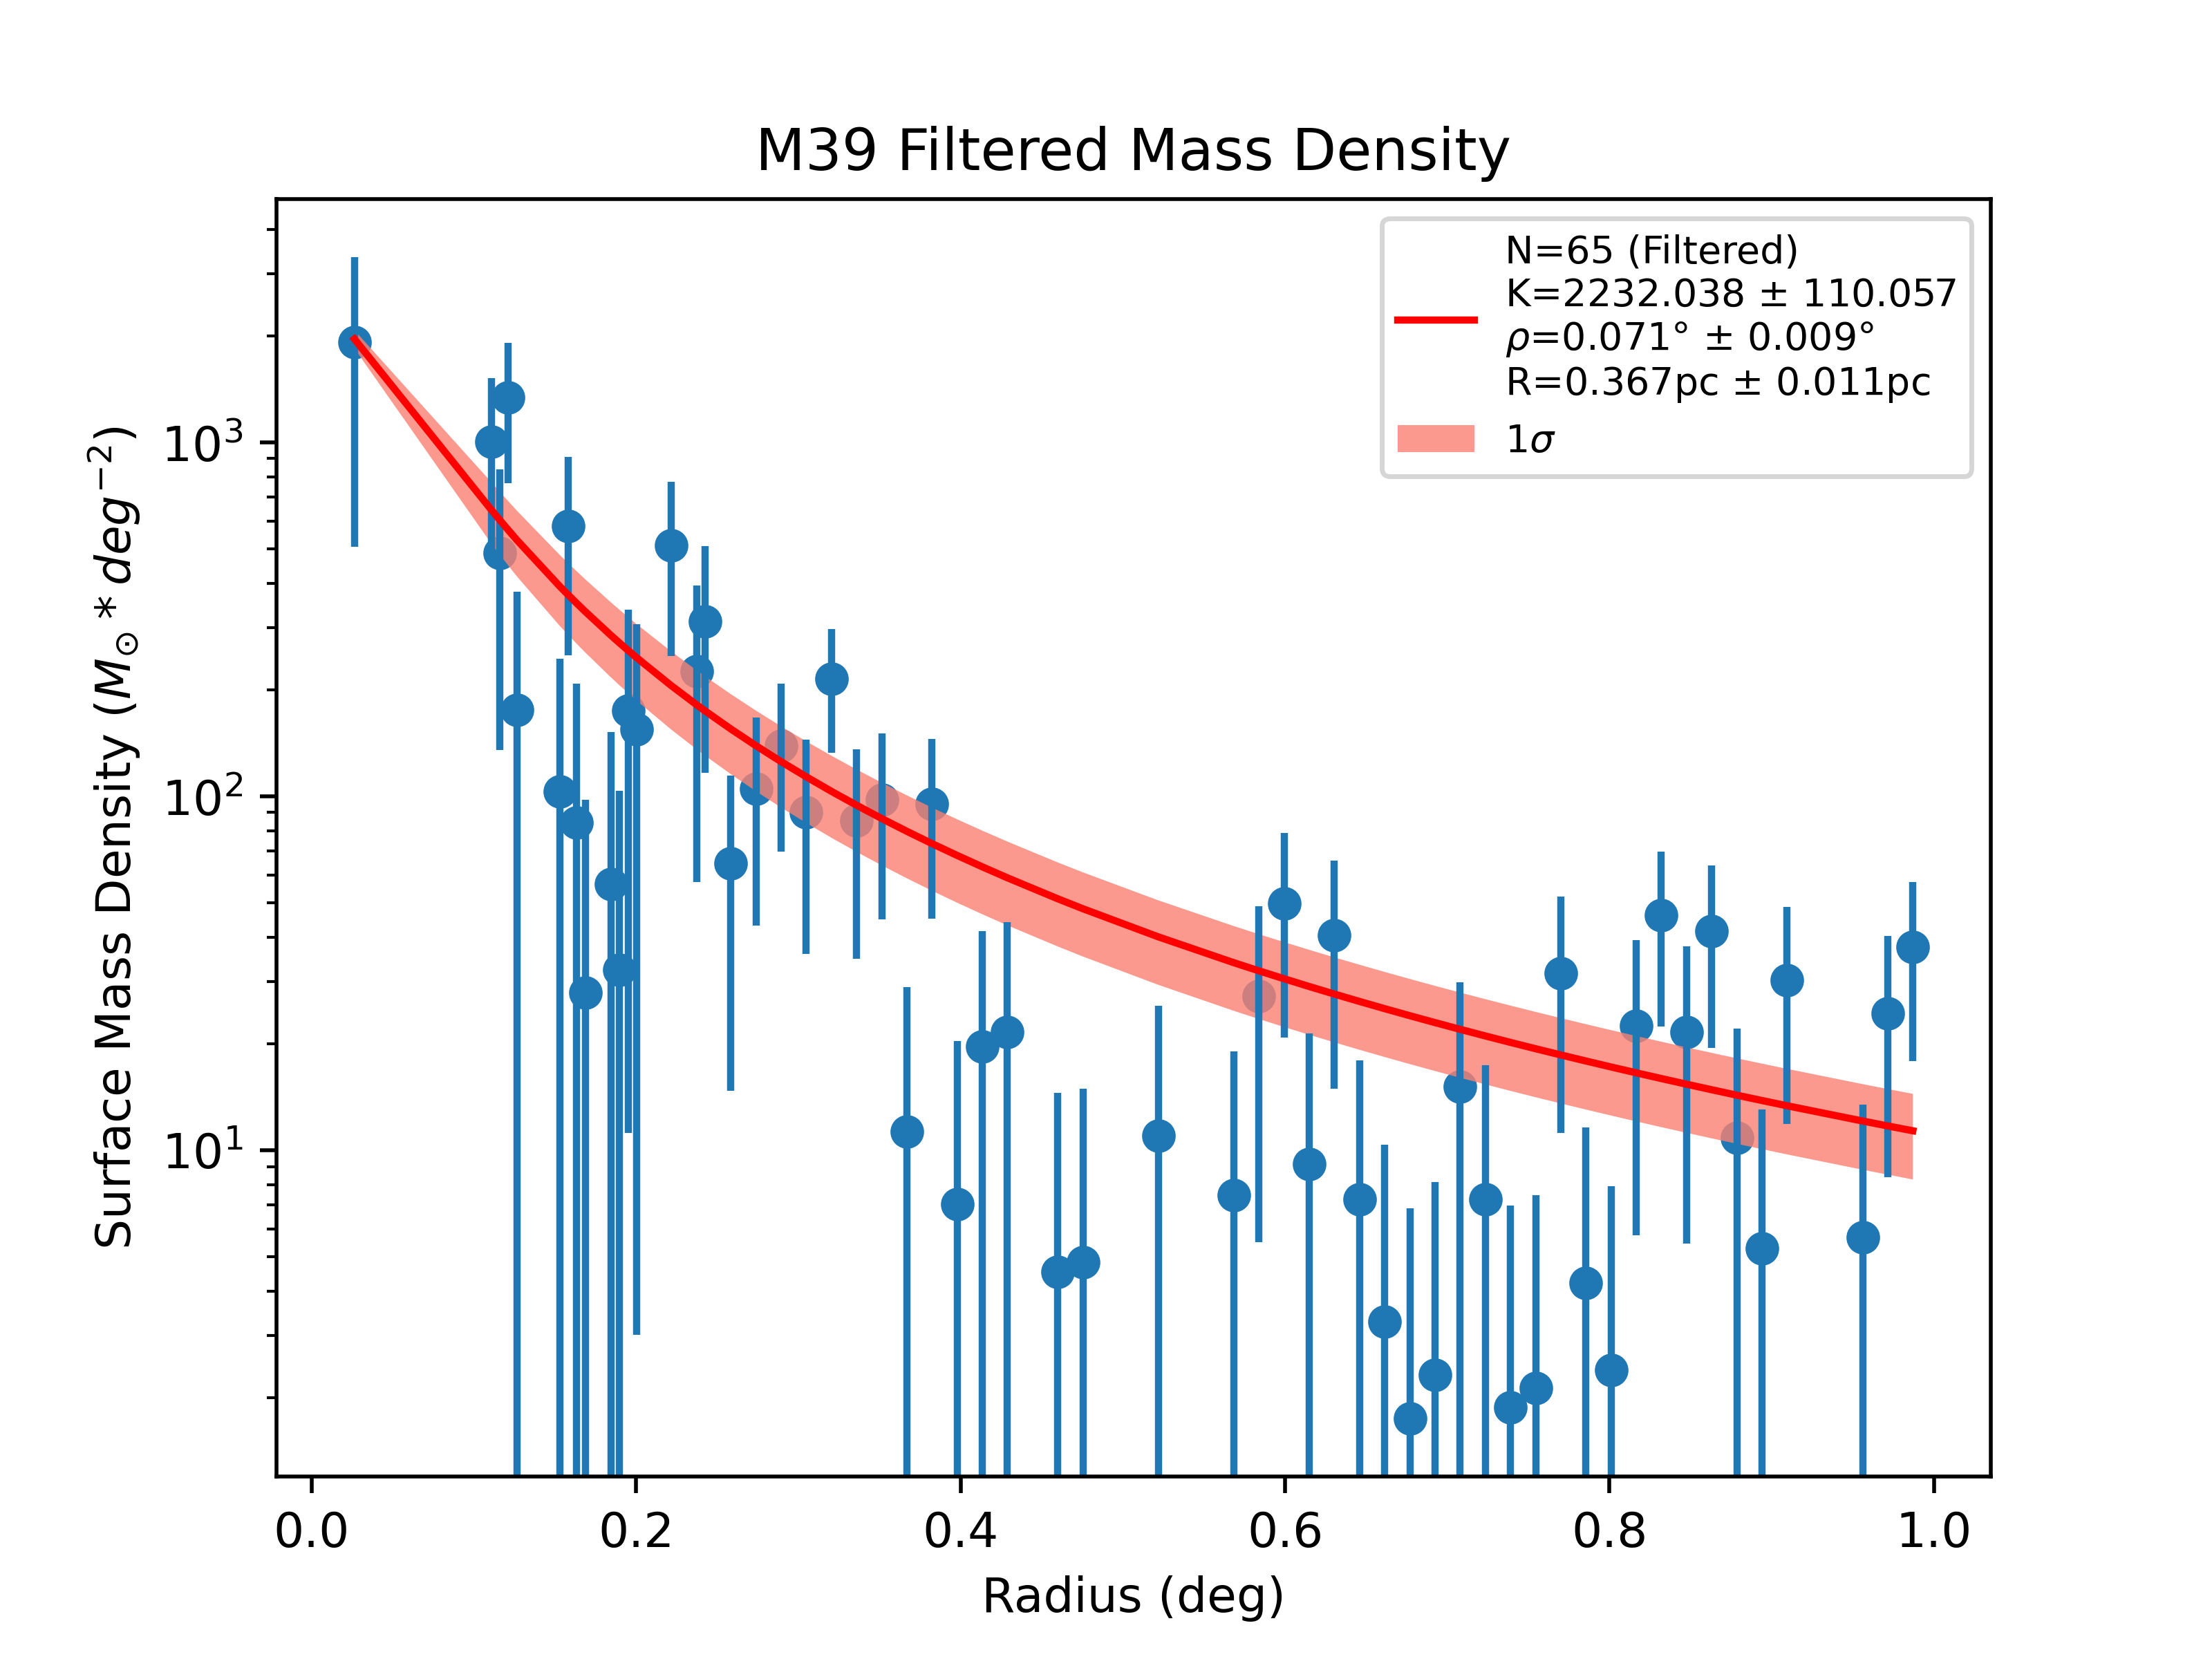 M39 Filtered Mass Density
N=65 (Filtered)
K=2232.038 ± 110.057
ρ=0.071° ± 0.009°
R=0.367pc ± 0.011pc
1σ
Surface Mass Density (M⊙ * deg⁻²)
10³
10²
10¹
0.0 0.2 0.4 0.6 0.8 1.0
Radius (deg)